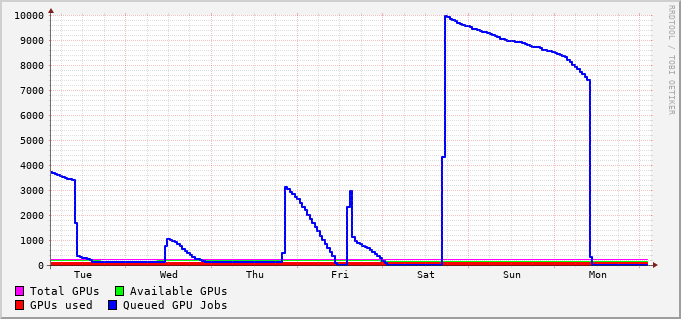 10000
9000
8000
7000
6000
5000
4000
3000
2000
1000
0
Tue Wed Thu Fri Sat Sun Mon
Total GPUs Available GPUs
GPUs used Queued GPU Jobs
RRDTOOL / TOBI OETIKER